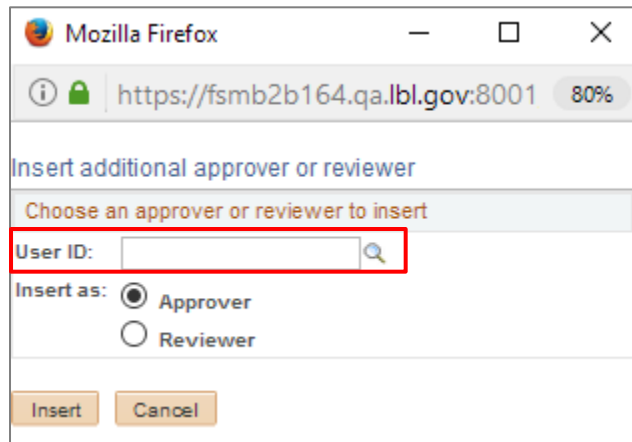 Mozilla Firefox
https://fsmb2b164.qa.lbl.gov:8001 80%
Insert additional approver or reviewer
Choose an approver or reviewer to insert
User ID:
Insert as: Approver
Reviewer
Insert Cancel